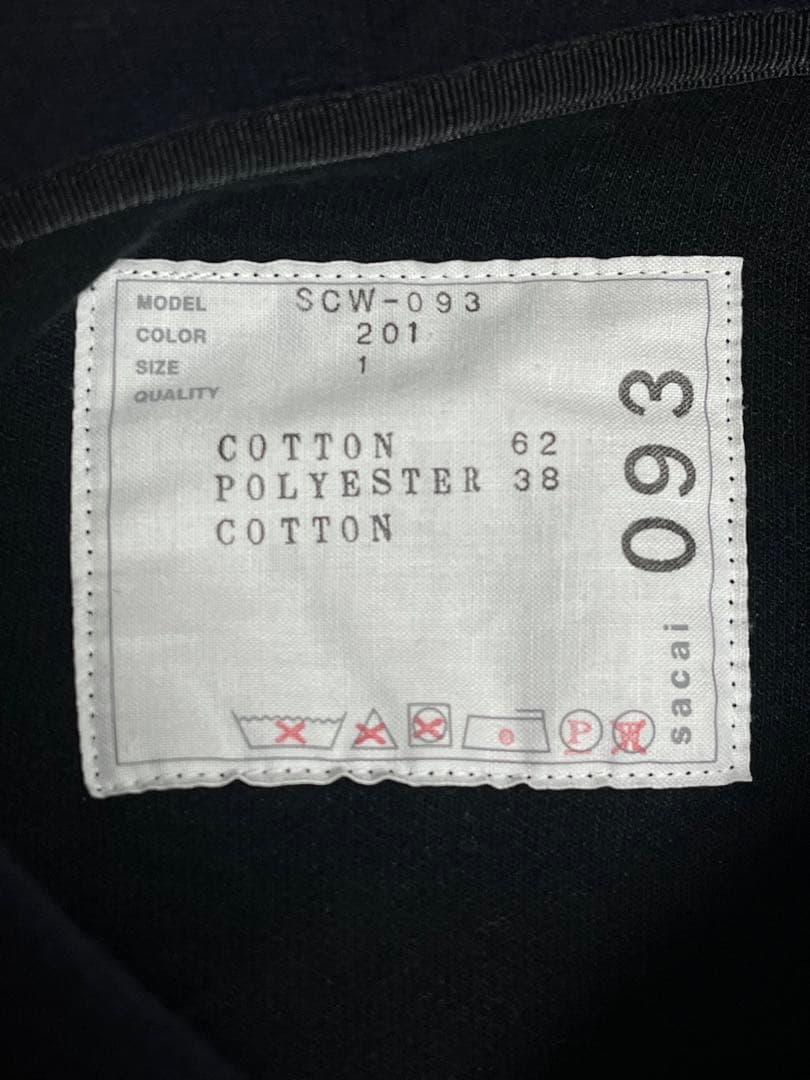 MODEL SCW-093
COLOR 201
SIZE 1
QUALITY
COTTON 62
POLYESTER 38
COTTON
P
W
sacai 093